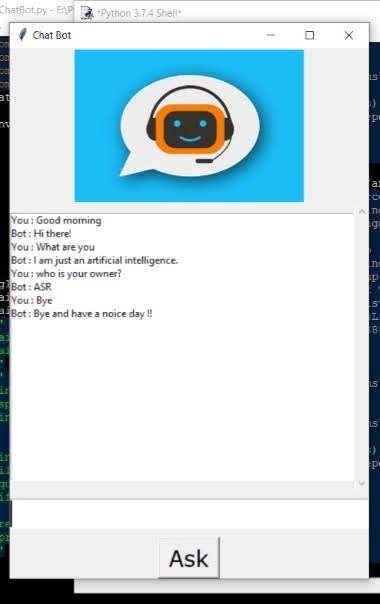 ChatBot.py - E:\P
*Python 3.7.4 Shell*
Chat Bot
You : Good morning
Bot : Hi there!
You : What are you
Bot : I am just an artificial intelligence.
You : who is your owner?
Bot : ASR
You : Bye
Bot : Bye and have a noice day !!
Ask